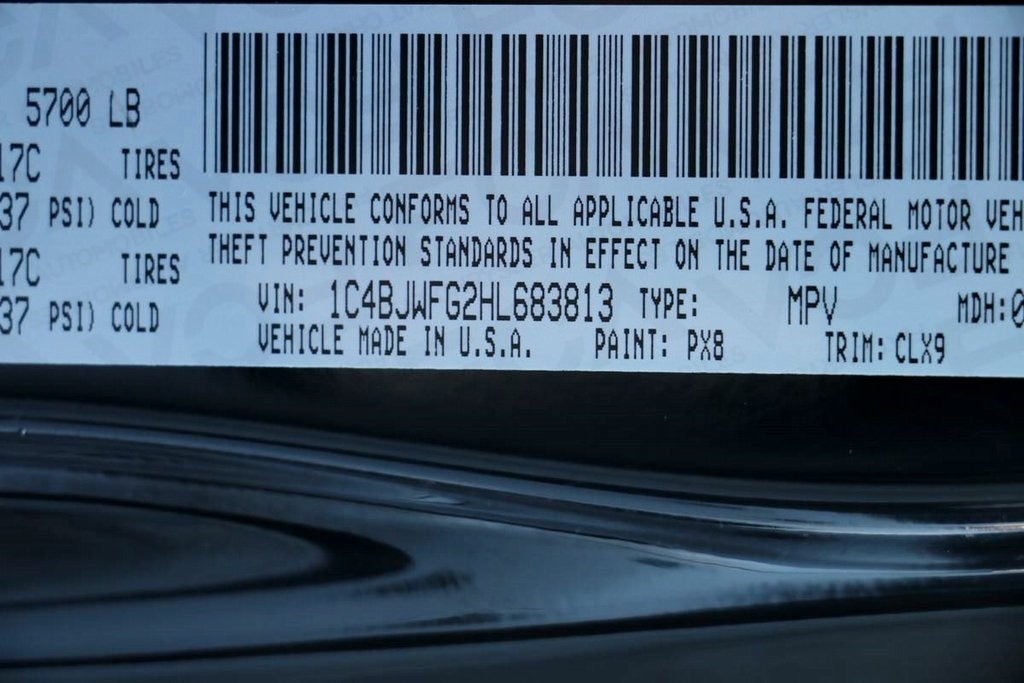 5700 LB
17C TIRES
37 PSI) COLD
17C TIRES
37 PSI) COLD
THIS VEHICLE CONFORMS TO ALL APPLICABLE U.S.A. FEDERAL MOTOR VEH
THEFT PREVENTION STANDARDS IN EFFECT ON THE DATE OF MANUFACTURE
VIN: 1C4BJWFG2HL683813 TYPE: MPV MDH:0
VEHICLE MADE IN U.S.A. PAINT: PX8 TRIM: CLX9